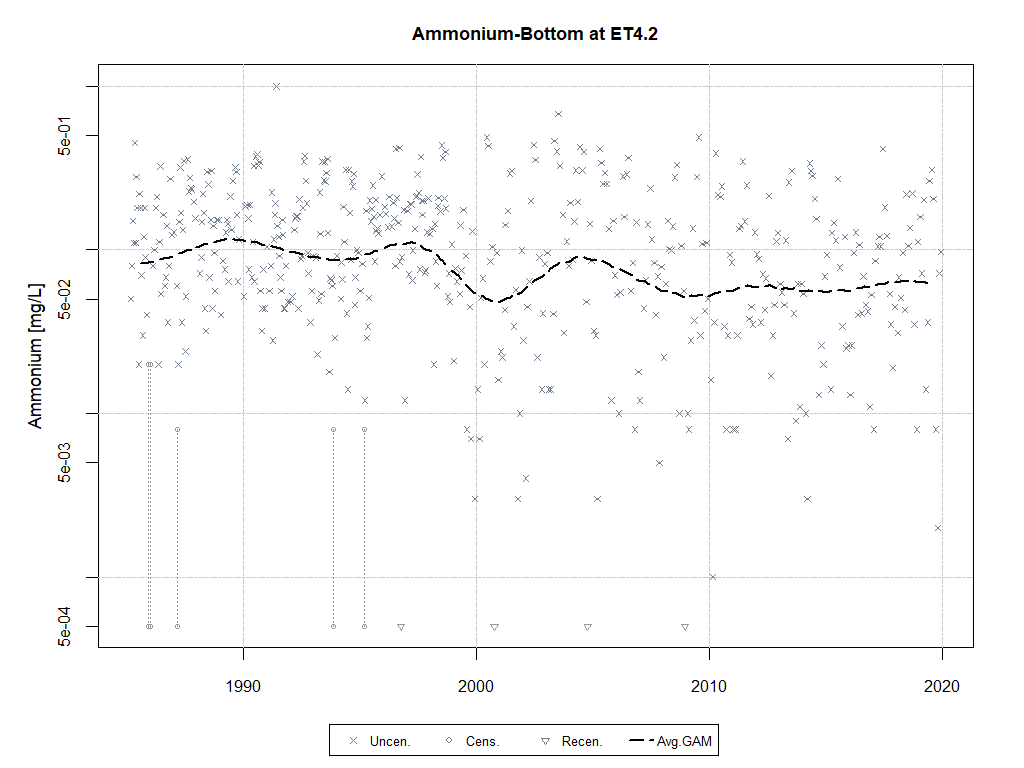 Ammonium-Bottom at ET4.2
Ammonium [mg/L]
5e-01
5e-02
5e-03
5e-04
1990 2000 2010 2020
Uncen. Cens. Recen. Avg.GAM